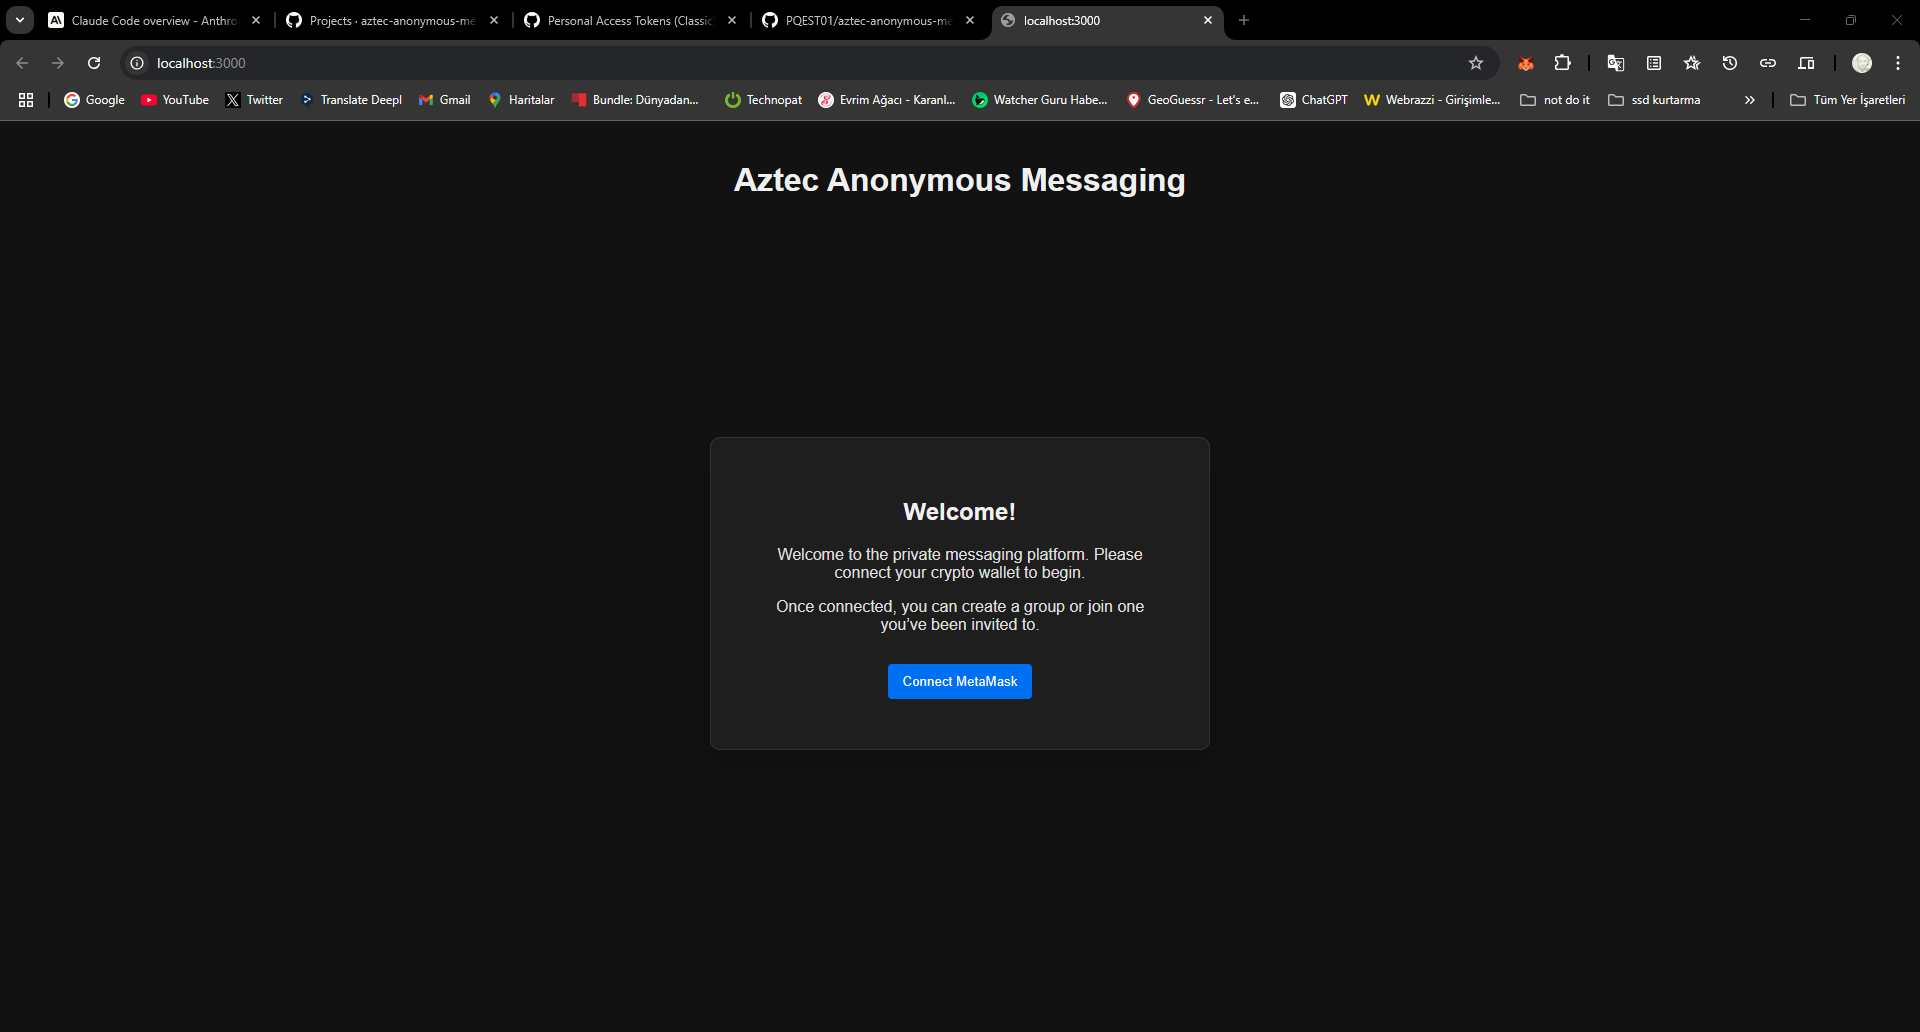 Claude Code overview - Anthro
Projects · aztec-anonymous-me
Personal Access Tokens (Classic
PQEST01/aztec-anonymous-me
localhost:3000
localhost:3000
Google
YouTube
Twitter
Translate Deepl
Gmail
Haritalar
Bundle: Dünyadan...
Technopat
Evrim Ağacı - Karanl...
Watcher Guru Habe...
GeoGuessr - Let's e...
ChatGPT
Webrazzi - Girişimle...
not do it
ssd kurtarma
Tüm Yer İşaretleri
Aztec Anonymous Messaging
Welcome!
Welcome to the private messaging platform. Please
connect your crypto wallet to begin.
Once connected, you can create a group or join one
you’ve been invited to.
Connect MetaMask